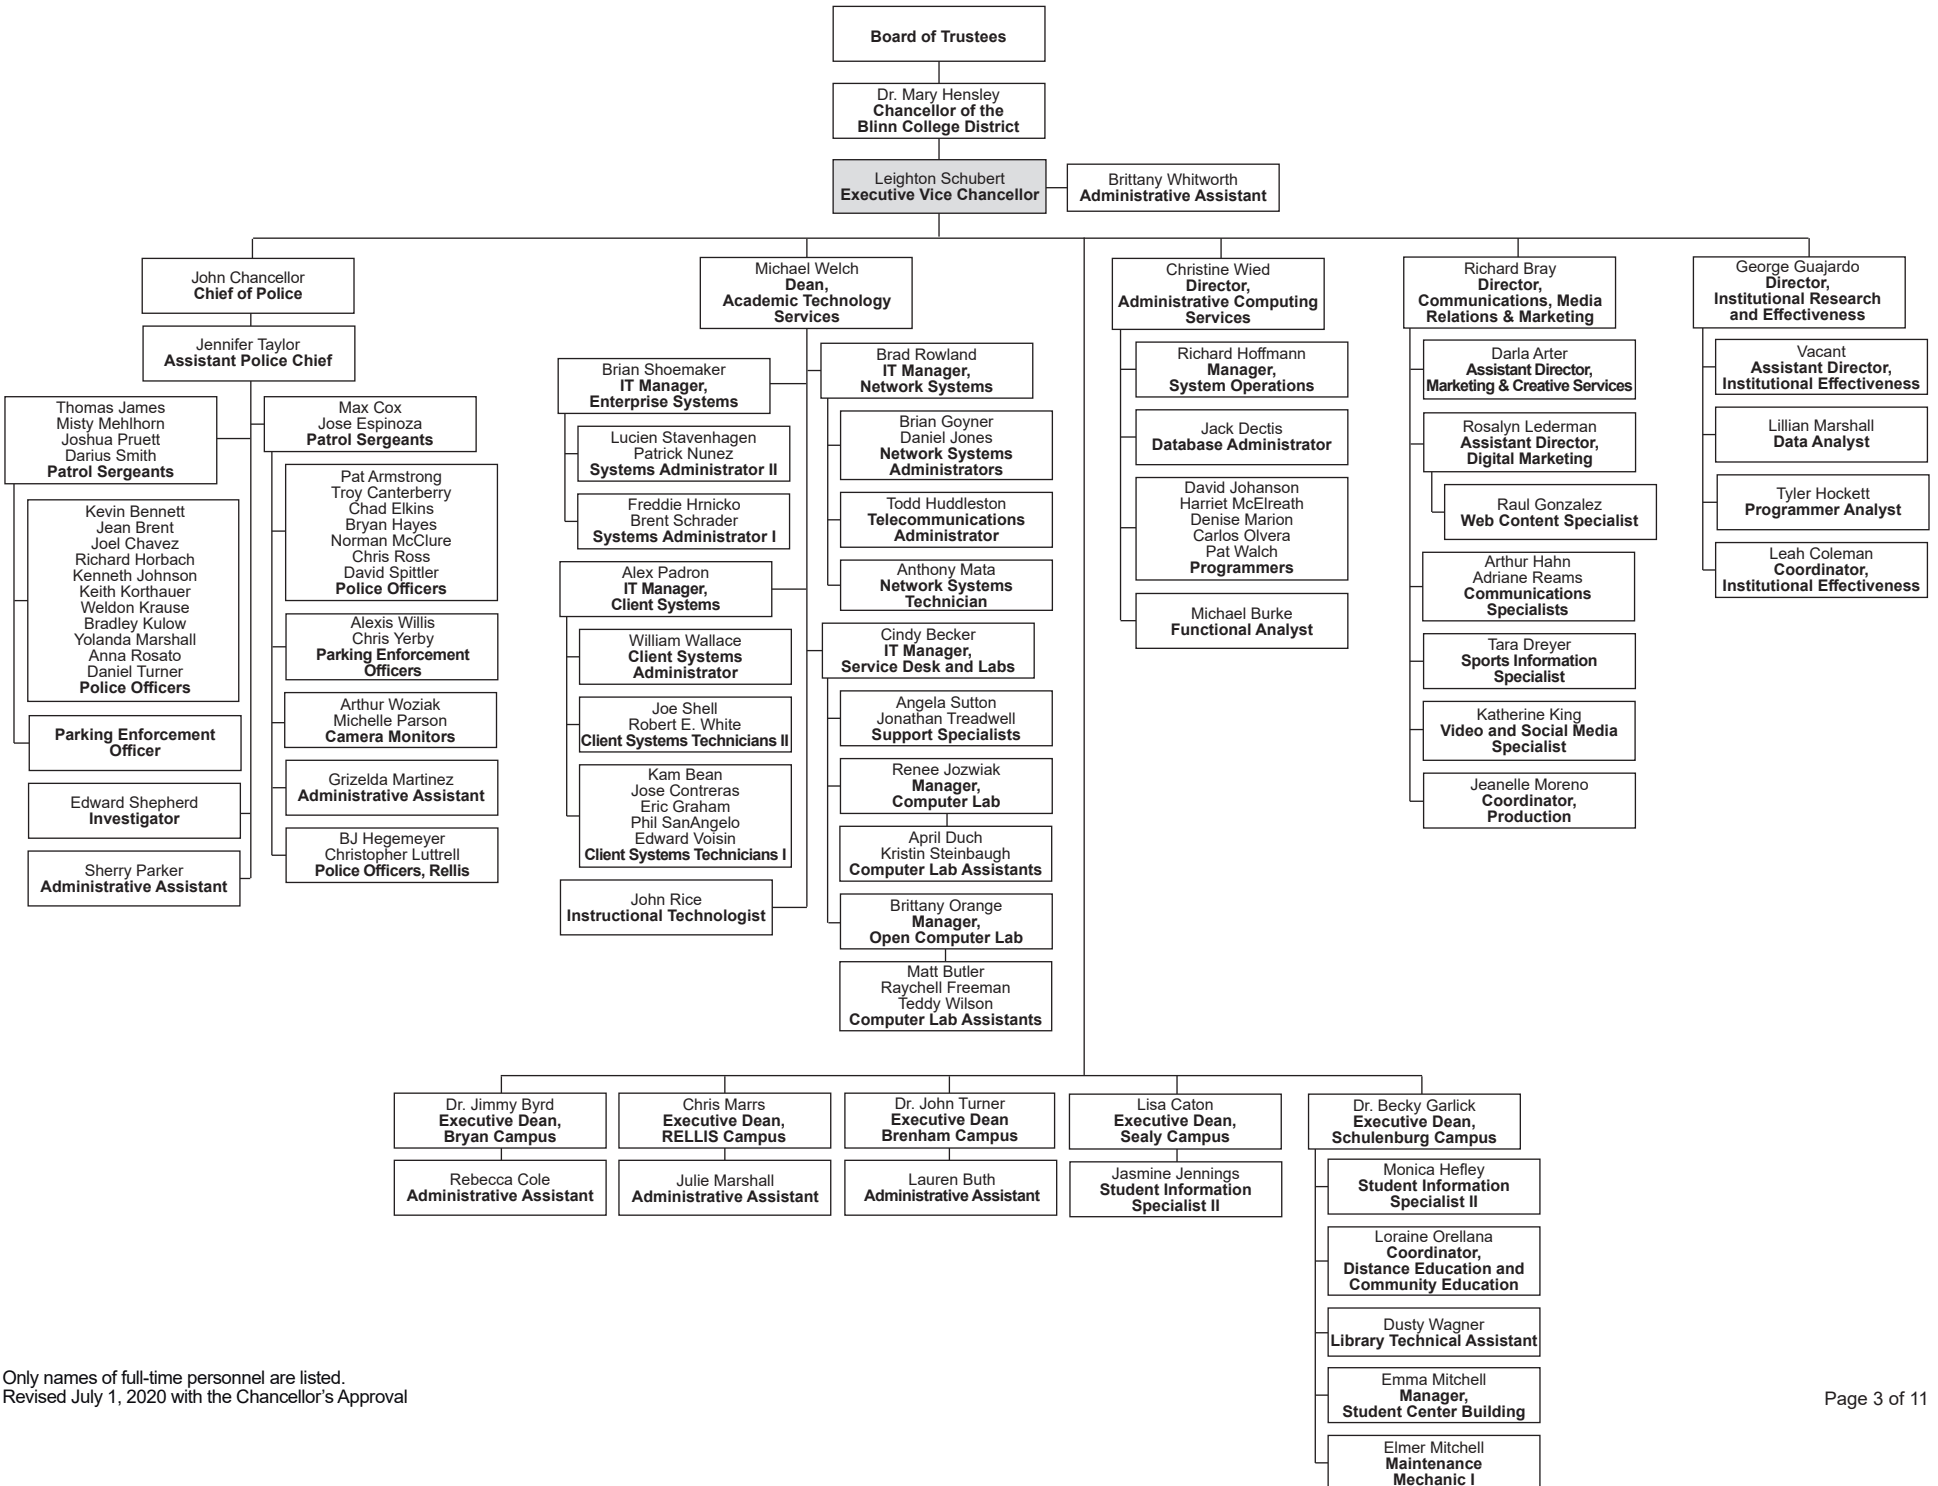 Board of Trustees
Dr. Mary Hensley
Chancellor of the
Blinn College District
Leighton Schubert
Executive Vice Chancellor
Brittany Whitworth
Administrative Assistant
John Chancellor
Chief of Police
Jennifer Taylor
Assistant Police Chief
Thomas James
Misty Mehlhorn
Joshua Pruett
Darius Smith
Patrol Sergeants
Kevin Bennett
Jean Brent
Joel Chavez
Richard Horbach
Kenneth Johnson
Keith Korthauer
Weldon Krause
Bradley Kulow
Yolanda Marshall
Anna Rosato
Daniel Turner
Police Officers
Parking Enforcement
Officer
Edward Shepherd
Investigator
Sherry Parker
Administrative Assistant
Max Cox
Jose Espinoza
Patrol Sergeants
Pat Armstrong
Troy Canterberry
Chad Elkins
Bryan Hayes
Norman McClure
Chris Ross
David Spittler
Police Officers
Alexis Willis
Chris Yerby
Parking Enforcement
Officers
Arthur Woziak
Michelle Parson
Camera Monitors
Grizelda Martinez
Administrative Assistant
BJ Hegemeyer
Christopher Luttrell
Police Officers, Rellis
Michael Welch
Dean,
Academic Technology
Services
Brian Shoemaker
IT Manager,
Enterprise Systems
Lucien Stavenhagen
Patrick Nunez
Systems Administrator II
Freddie Hrnicko
Brent Schrader
Systems Administrator I
Alex Padron
IT Manager,
Client Systems
William Wallace
Client Systems
Administrator
Joe Shell
Robert E. White
Client Systems Technicians II
Kam Bean
Jose Contreras
Eric Graham
Phil SanAngelo
Edward Voisin
Client Systems Technicians I
John Rice
Instructional Technologist
Brad Rowland
IT Manager,
Network Systems
Brian Goyner
Daniel Jones
Network Systems
Administrators
Todd Huddleston
Telecommunications
Administrator
Anthony Mata
Network Systems
Technician
Cindy Becker
IT Manager,
Service Desk and Labs
Angela Sutton
Jonathan Treadwell
Support Specialists
Renee Jozwiak
Manager,
Computer Lab
April Duch
Kristin Steinbaugh
Computer Lab Assistants
Brittany Orange
Manager,
Open Computer Lab
Matt Butler
Raychell Freeman
Teddy Wilson
Computer Lab Assistants
Christine Wied
Director,
Administrative Computing
Services
Richard Hoffmann
Manager,
System Operations
Jack Dectis
Database Administrator
David Johanson
Harriet McElreath
Denise Marion
Carlos Olvera
Pat Walch
Programmers
Michael Burke
Functional Analyst
Richard Bray
Director,
Communications, Media
Relations & Marketing
Darla Arter
Assistant Director,
Marketing & Creative Services
Rosalyn Lederman
Assistant Director,
Digital Marketing
Raul Gonzalez
Web Content Specialist
Arthur Hahn
Adriane Reams
Communications
Specialists
Tara Dreyer
Sports Information
Specialist
Katherine King
Video and Social Media
Specialist
Jeanelle Moreno
Coordinator,
Production
George Guajardo
Director,
Institutional Research
and Effectiveness
Vacant
Assistant Director,
Institutional Effectiveness
Lillian Marshall
Data Analyst
Tyler Hockett
Programmer Analyst
Leah Coleman
Coordinator,
Institutional Effectiveness
Dr. Jimmy Byrd
Executive Dean,
Bryan Campus
Rebecca Cole
Administrative Assistant
Chris Marrs
Executive Dean,
RELLIS Campus
Julie Marshall
Administrative Assistant
Dr. John Turner
Executive Dean
Brenham Campus
Lauren Buth
Administrative Assistant
Lisa Caton
Executive Dean,
Sealy Campus
Jasmine Jennings
Student Information
Specialist II
Dr. Becky Garlick
Executive Dean,
Schulenburg Campus
Monica Hefley
Student Information
Specialist II
Loraine Orellana
Coordinator,
Distance Education and
Community Education
Dusty Wagner
Library Technical Assistant
Emma Mitchell
Manager,
Student Center Building
Elmer Mitchell
Maintenance
Mechanic I
Only names of full-time personnel are listed.
Revised July 1, 2020 with the Chancellor's Approval
Page 3 of 11